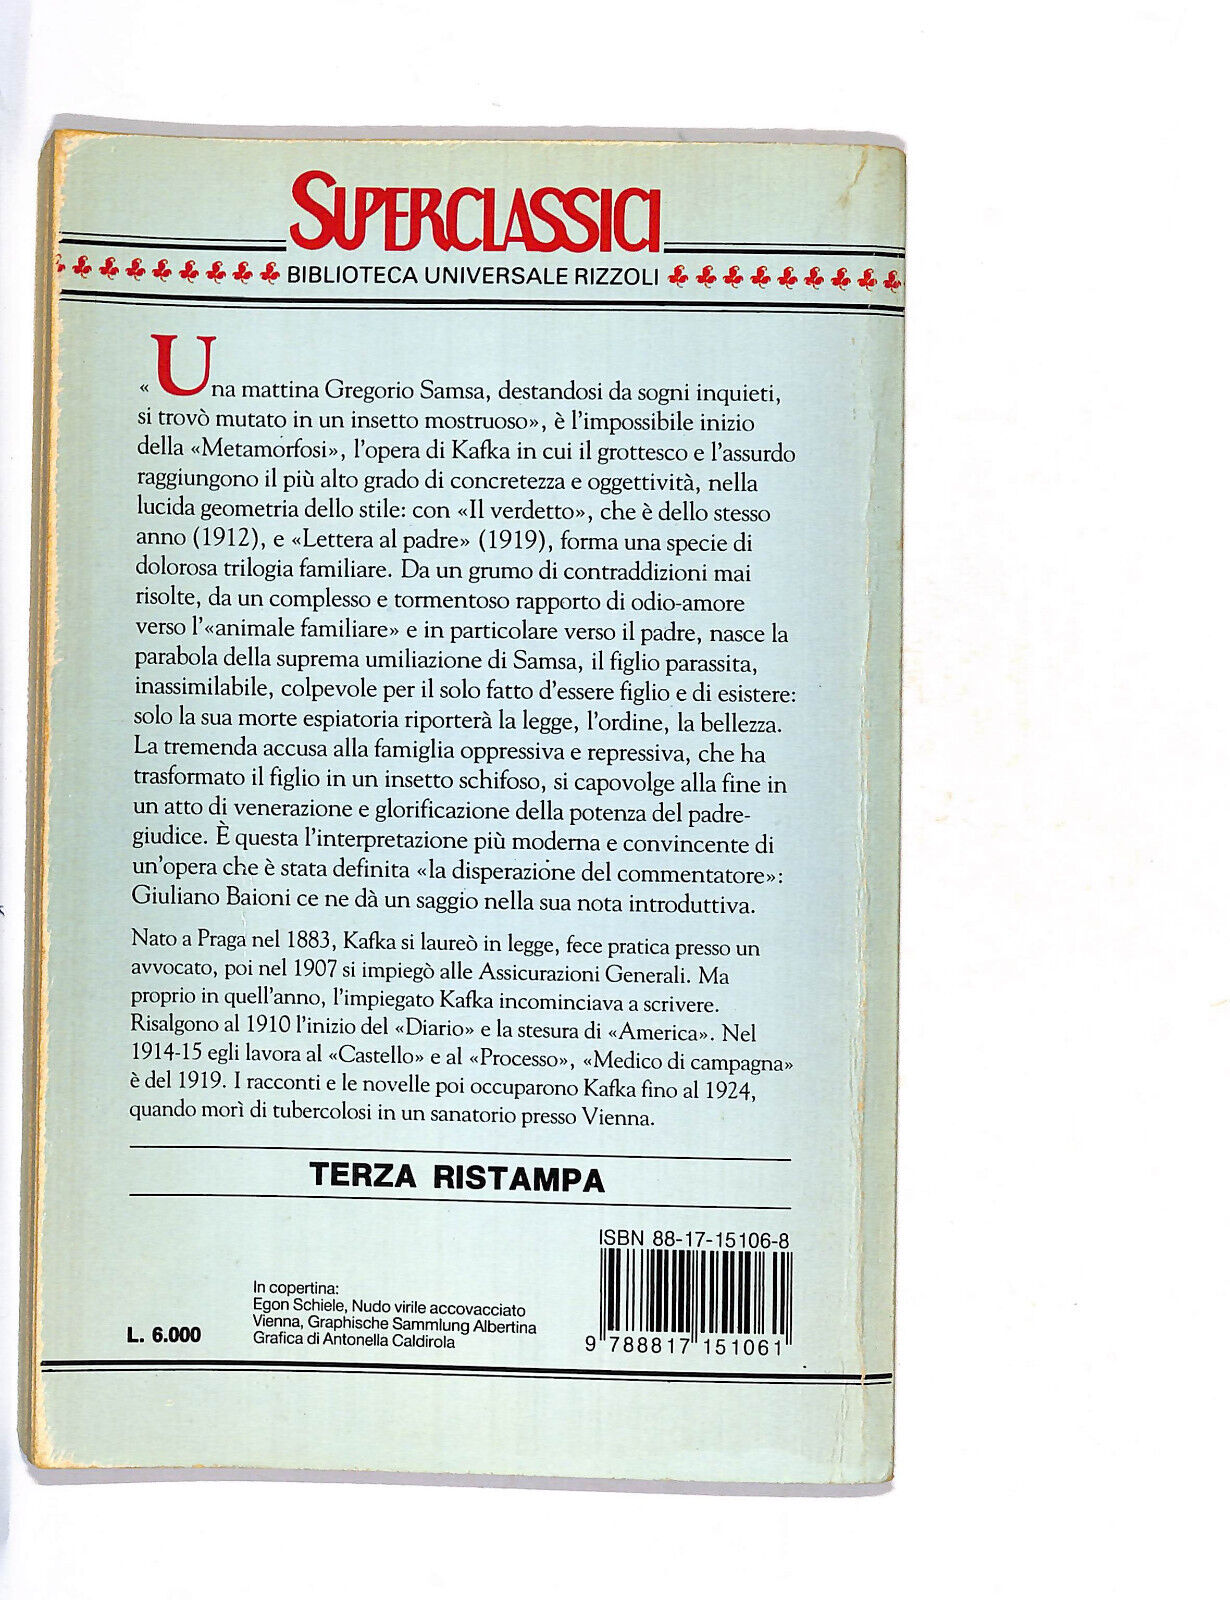 SUPERCLASSICI
BIBLIOTECA UNIVERSALE RIZZOLI
«Una mattina Gregorio Samsa, destandosi da sogni inquieti,
si trovò mutato in un insetto mostruoso», è l'impossibile inizio
della «Metamorfosi», l'opera di Kafka in cui il grottesco e l'assurdo
raggiungono il più alto grado di concretezza e oggettività, nella
lucida geometria dello stile: con «Il verdetto», che è dello stesso
anno (1912), e «Lettera al padre» (1919), forma una specie di
dolorosa trilogia familiare. Da un grumo di contraddizioni mai
risolte, da un complesso e tormentoso rapporto di odio-amore
verso l'«animale familiare» e in particolare verso il padre, nasce la
parabola della suprema umiliazione di Samsa, il figlio parassita,
inassimilabile, colpevole per il solo fatto d'essere figlio e di esistere:
solo la sua morte espiatoria riporterà la legge, l'ordine, la bellezza.
La tremenda accusa alla famiglia oppressiva e repressiva, che ha
trasformato il figlio in un insetto schifoso, si capovolge alla fine in
un atto di venerazione e glorificazione della potenza del padre-
giudice. È questa l'interpretazione più moderna e convincente di
un'opera che è stata definita «la disperazione del commentatore»:
Giuliano Baioni ce ne dà un saggio nella sua nota introduttiva.
Nato a Praga nel 1883, Kafka si laureò in legge, fece pratica presso un
avvocato, poi nel 1907 si impiegò alle Assicurazioni Generali. Ma
proprio in quell'anno, l'impiegato Kafka incominciava a scrivere.
Risalgono al 1910 l'inizio del «Diario» e la stesura di «America». Nel
1914-15 egli lavora al «Castello» e al «Processo», «Medico di campagna»
è del 1919. I racconti e le novelle poi occuparono Kafka fino al 1924,
quando morì di tubercolosi in un sanatorio presso Vienna.
TERZA RISTAMPA
ISBN 88-17-15106-8
In copertina:
Egon Schiele, Nudo virile accovacciato
Vienna, Graphische Sammlung Albertina
Grafica di Antonella Caldirola
L. 6.000
9 788817 151061